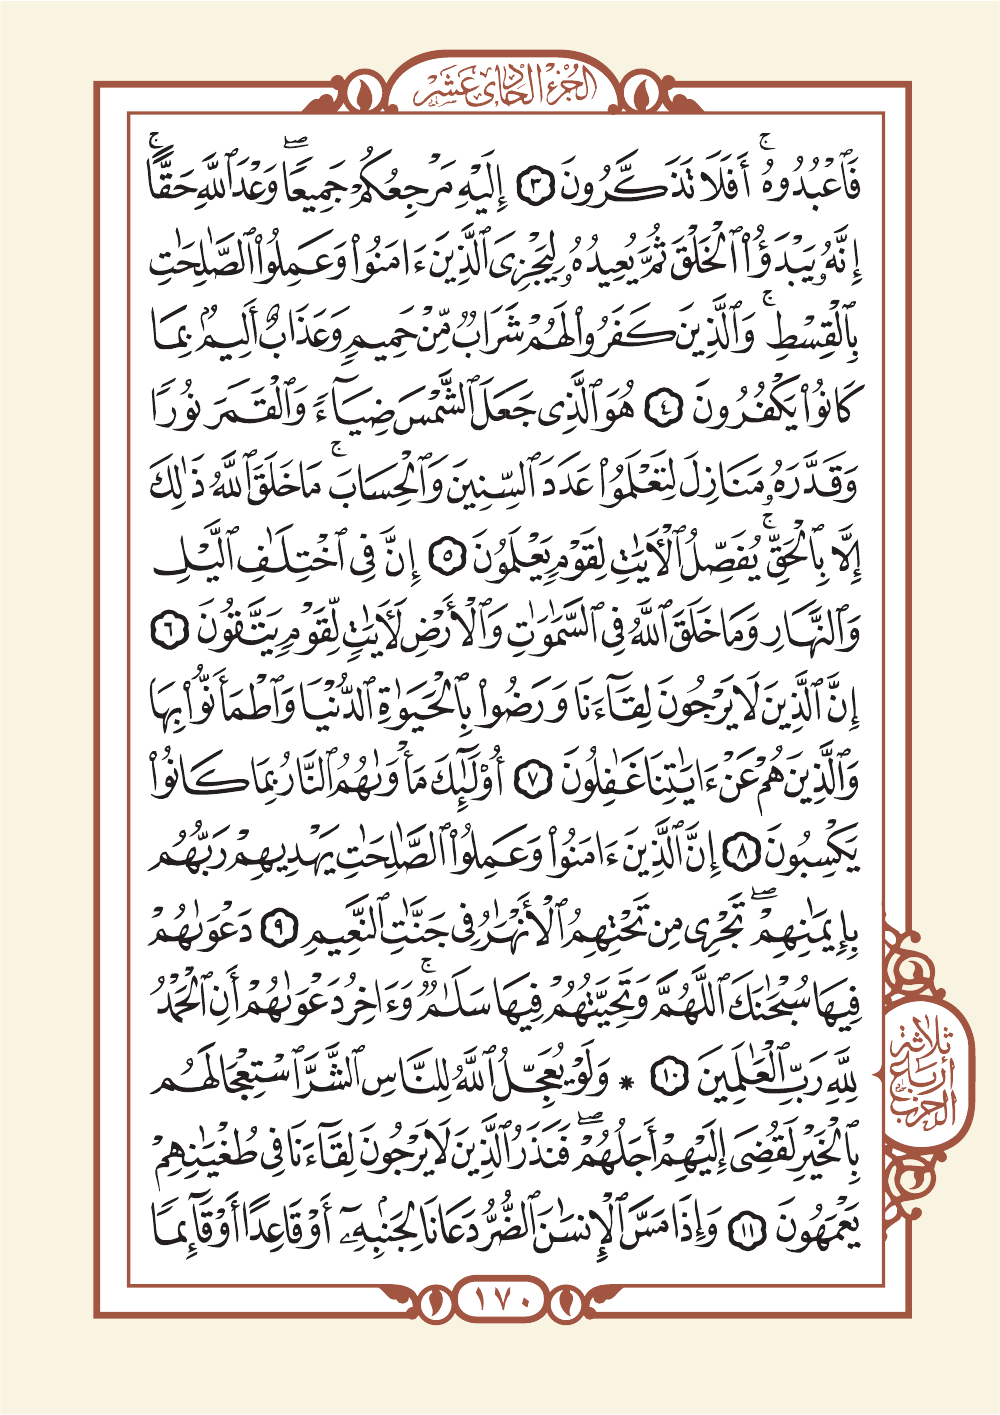 الجزء الحادي عشر
فَٱعْبُدُوهُ ۚ أَفَلَا تَذَكَّرُونَ ٣ إِلَيْهِ مَرْجِعُكُمْ جَمِيعًا ۖ وَعْدَ ٱللَّهِ حَقًّا ۚ
إِنَّهُۥ يَبْدَؤُا۟ ٱلْخَلْقَ ثُمَّ يُعِيدُهُۥ لِيَجْزِىَ ٱلَّذِينَ ءَامَنُوا۟ وَعَمِلُوا۟ ٱلصَّـٰلِحَـٰتِ
بِٱلْقِسْطِ ۚ وَٱلَّذِينَ كَفَرُوا۟ لَهُمْ شَرَابٌ مِّنْ حَمِيمٍ وَعَذَابٌ أَلِيمٌۢ بِمَا
كَانُوا۟ يَكْفُرُونَ ٤ هُوَ ٱلَّذِى جَعَلَ ٱلشَّمْسَ ضِيَآءً وَٱلْقَمَرَ نُورًا
وَقَدَّرَهُۥ مَنَازِلَ لِتَعْلَمُوا۟ عَدَدَ ٱلسِّنِينَ وَٱلْحِسَابَ ۚ مَا خَلَقَ ٱللَّهُ ذَٰلِكَ
إِلَّا بِٱلْحَقِّ ۚ يُفَصِّلُ ٱلْـَٔايَـٰتِ لِقَوْمٍ يَعْلَمُونَ ٥ إِنَّ فِى ٱخْتِلَـٰفِ ٱلَّيْلِ
وَٱلنَّهَارِ وَمَا خَلَقَ ٱللَّهُ فِى ٱلسَّمَـٰوَٰتِ وَٱلْأَرْضِ لَـَٔايَـٰتٍ لِّقَوْمٍ يَتَّقُونَ ٦
إِنَّ ٱلَّذِينَ لَا يَرْجُونَ لِقَآءَنَا وَرَضُوا۟ بِٱلْحَيَوٰةِ ٱلدُّنْيَا وَٱطْمَأَنُّوا۟ بِهَا
وَٱلَّذِينَ هُمْ عَنْ ءَايَـٰتِنَا غَـٰفِلُونَ ٧ أُو۟لَـٰٓئِكَ مَأْوَىٰهُمُ ٱلنَّارُ بِمَا كَانُوا۟
يَكْسِبُونَ ٨ إِنَّ ٱلَّذِينَ ءَامَنُوا۟ وَعَمِلُوا۟ ٱلصَّـٰلِحَـٰتِ يَهْدِيهِمْ رَبُّهُم
بِإِيمَـٰنِهِمْ ۖ تَجْرِى مِن تَحْتِهِمُ ٱلْأَنْهَـٰرُ فِى جَنَّـٰتِ ٱلنَّعِيمِ ٩ دَعْوَىٰهُمْ
فِيهَا سُبْحَـٰنَكَ ٱللَّهُمَّ وَتَحِيَّتُهُمْ فِيهَا سَلَـٰمٌ ۚ وَءَاخِرُ دَعْوَىٰهُمْ أَنِ ٱلْحَمْدُ
لِلَّهِ رَبِّ ٱلْعَـٰلَمِينَ ١٠ * وَلَوْ يُعَجِّلُ ٱللَّهُ لِلنَّاسِ ٱلشَّرَّ ٱسْتِعْجَالَهُم
بِٱلْخَيْرِ لَقُضِىَ إِلَيْهِمْ أَجَلُهُمْ ۖ فَنَذَرُ ٱلَّذِينَ لَا يَرْجُونَ لِقَآءَنَا فِى طُغْيَـٰنِهِمْ
يَعْمَهُونَ ١١ وَإِذَا مَسَّ ٱلْإِنسَـٰنَ ٱلضُّرُّ دَعَانَا لِجَنۢبِهِۦٓ أَوْ قَاعِدًا أَوْ قَآئِمًا
ثلاثة
أرباع
الحزب
١٧٠